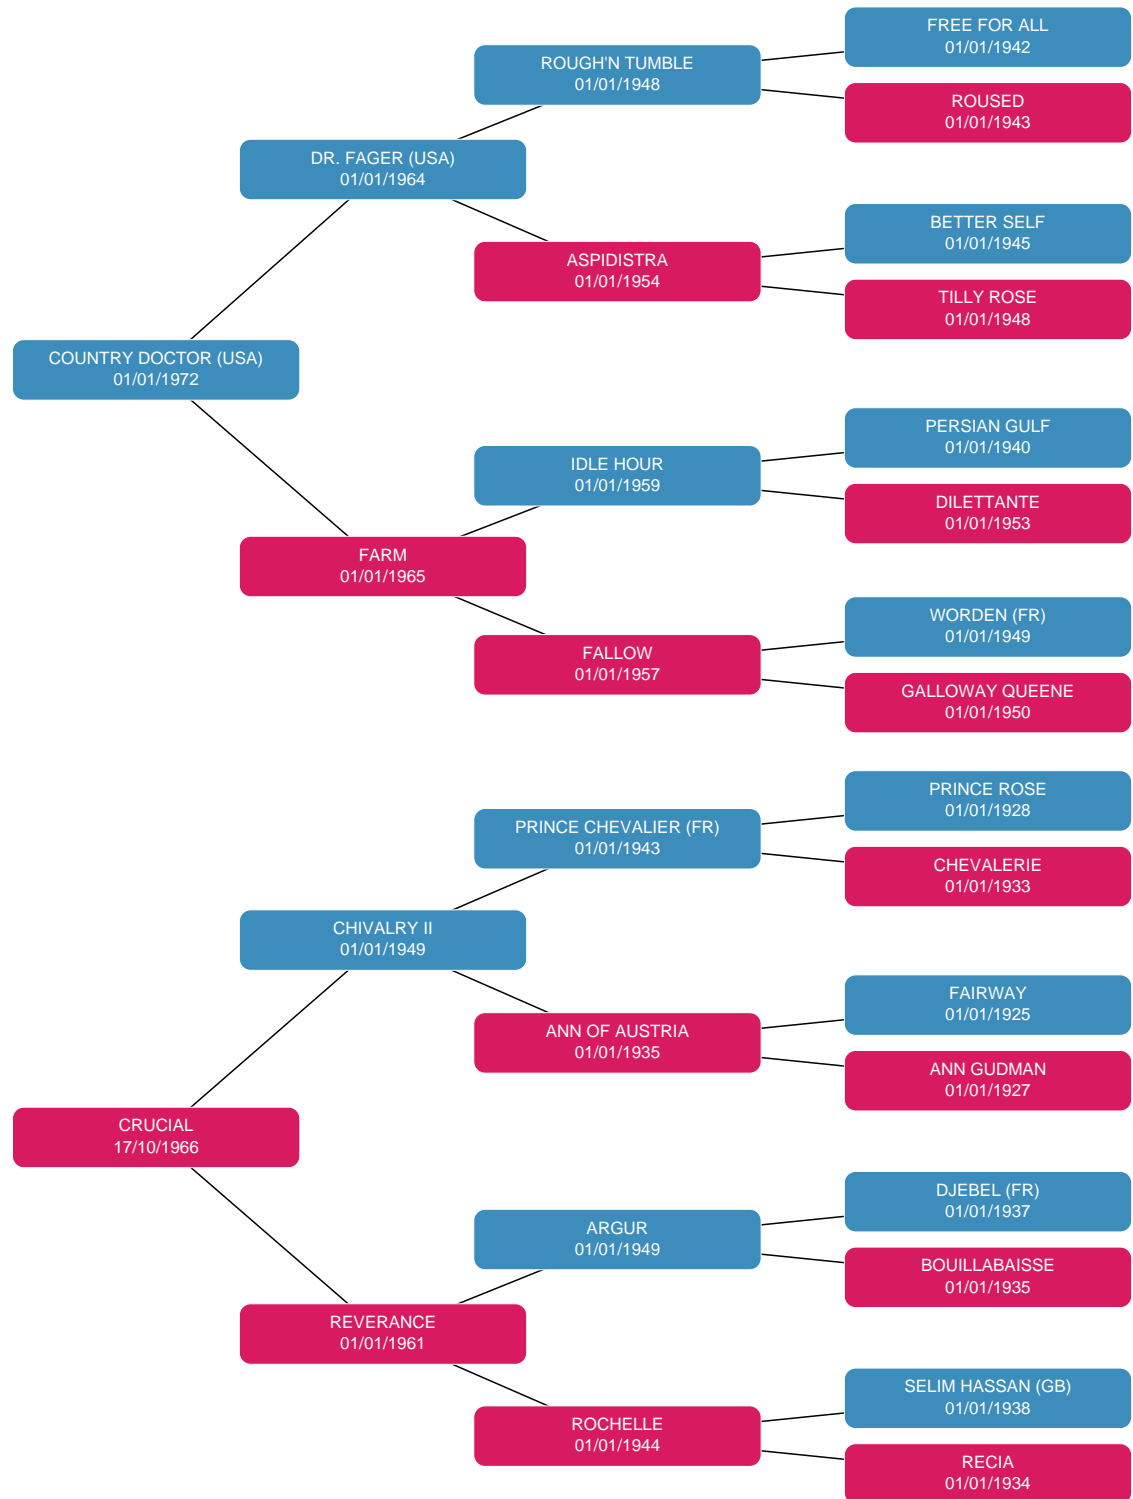 FREE FOR ALL
01/01/1942
ROUGH'N TUMBLE
01/01/1948
ROUSED
01/01/1943
DR. FAGER (USA)
01/01/1964
BETTER SELF
01/01/1945
ASPIDISTRA
01/01/1954
TILLY ROSE
01/01/1948
COUNTRY DOCTOR (USA)
01/01/1972
PERSIAN GULF
01/01/1940
IDLE HOUR
01/01/1959
DILETTANTE
01/01/1953
FARM
01/01/1965
WORDEN (FR)
01/01/1949
FALLOW
01/01/1957
GALLOWAY QUEENE
01/01/1950
PRINCE ROSE
01/01/1928
PRINCE CHEVALIER (FR)
01/01/1943
CHEVALERIE
01/01/1933
CHIVALRY II
01/01/1949
FAIRWAY
01/01/1925
ANN OF AUSTRIA
01/01/1935
ANN GUDMAN
01/01/1927
CRUCIAL
17/10/1966
DJEBEL (FR)
01/01/1937
ARGUR
01/01/1949
BOUILLABAISSE
01/01/1935
REVERANCE
01/01/1961
SELIM HASSAN (GB)
01/01/1938
ROCHELLE
01/01/1944
RECIA
01/01/1934